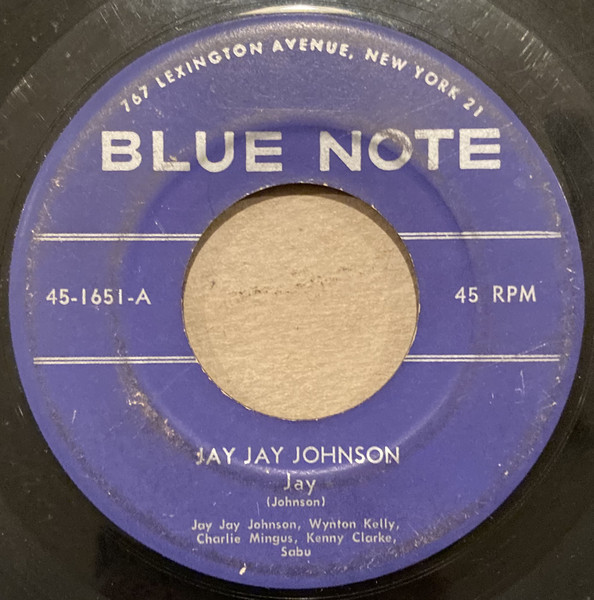 767 LEXINGTON AVENUE, NEW YORK 21
BLUE NOTE
45-1651-A
45 RPM
JAY JAY JOHNSON
Jay
(Johnson)
Jay Jay Johnson, Wynton Kelly,
Charlie Mingus, Kenny Clarke,
Sabu